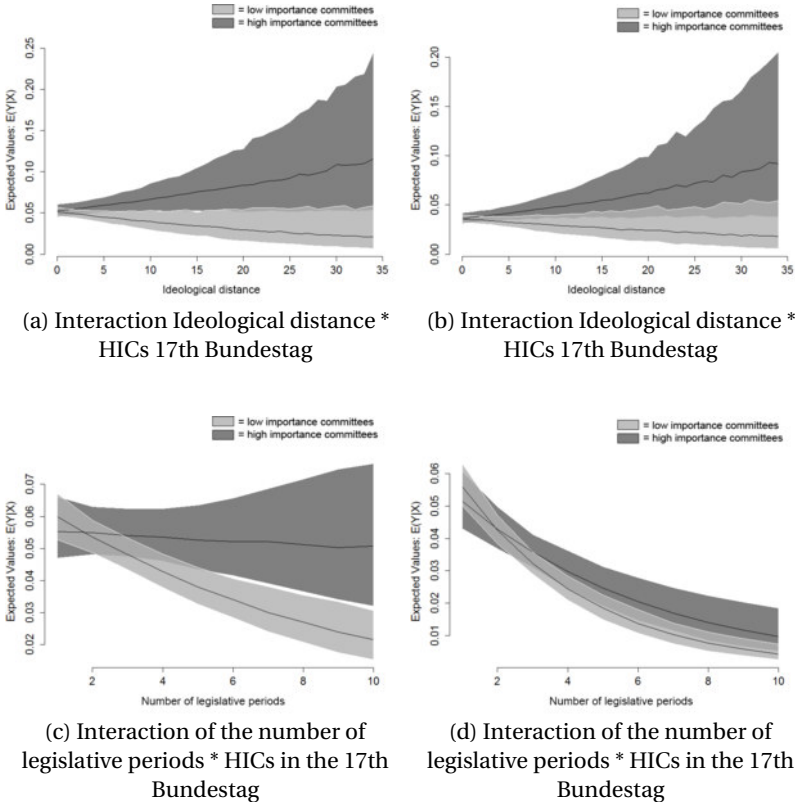 = low importance committees
= high importance committees
Expected Values: E(Y|X)
0.25
0.20
0.15
0.10
0.05
0.00
0 5 10 15 20 25 30 35
Ideological distance
(a) Interaction Ideological distance *
HICs 17th Bundestag
= low importance committees
= high importance committees
Expected Values: E(Y|X)
0.20
0.15
0.10
0.05
0.00
0 5 10 15 20 25 30 35
Ideological distance
(b) Interaction Ideological distance *
HICs 17th Bundestag
= low importance committees
= high importance committees
Expected Values: E(Y|X)
0.07
0.06
0.05
0.04
0.03
0.02
2 4 6 8 10
Number of legislative periods
(c) Interaction of the number of
legislative periods * HICs in the 17th
Bundestag
= low importance committees
= high importance committees
Expected Values: E(Y|X)
0.06
0.05
0.04
0.03
0.02
0.01
2 4 6 8 10
Number of legislative periods
(d) Interaction of the number of
legislative periods * HICs in the 17th
Bundestag